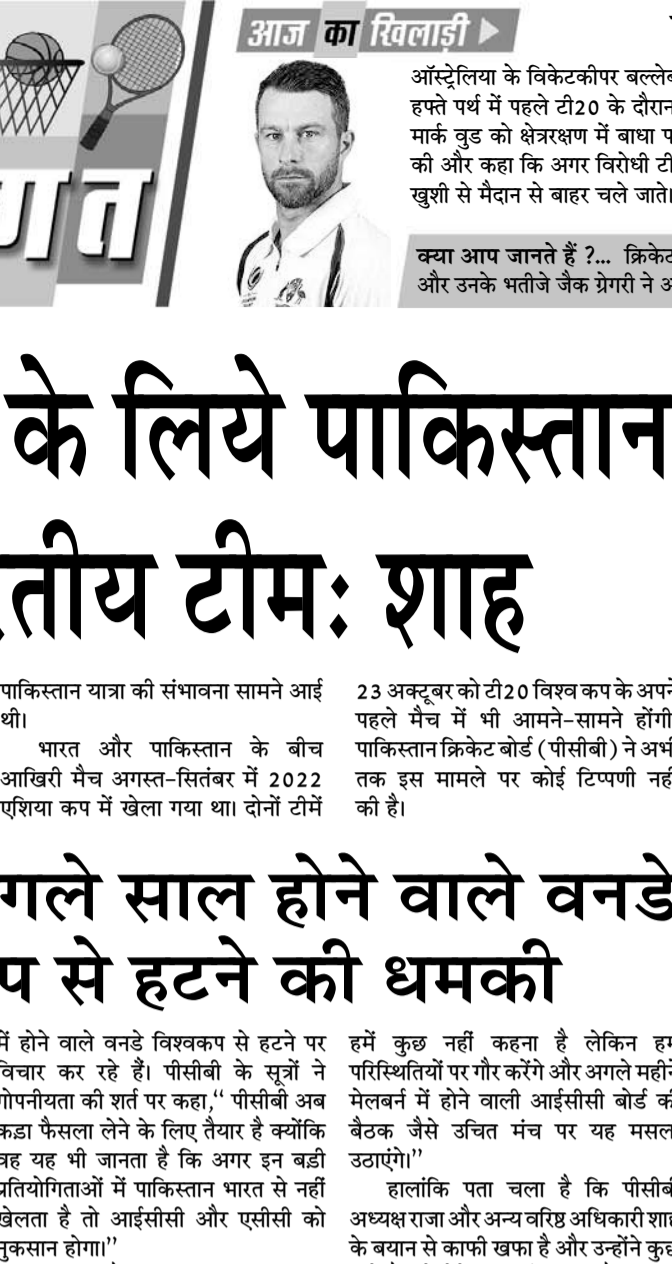 आज का खिलाड़ी
ऑस्ट्रेलिया के विकेटकीपर
हफ्ते पर्थ में पहले टी20 के दौरान
मार्क वुड को क्षेत्ररक्षण में बाधा
की और कहा कि अगर विरोधी
खुशी से मैदान से बाहर चले जाते।
क्या आप जानते हैं ?...
और उनके भतीजे जैक ग्रेगरी ने
के लिये पाकिस्तान
टीमः शाह
पाकिस्तान यात्रा की संभावना सामने आई
थी।
भारत और पाकिस्तान के बीच
आखिरी मैच अगस्त-सितंबर में 2022
एशिया कप में खेला गया था। दोनों टीमें
23 अक्टूबर को टी20 विश्व कप के अपने
पहले मैच में भी आमने-सामने होंगी
पाकिस्तान क्रिकेट बोर्ड (पीसीबी) ने अभी
तक इस मामले पर कोई टिप्पणी नहीं
की है।
गले साल होने वाले वनडे
प से हटने की धमकी
में होने वाले वनडे विश्वकप से हटने पर
विचार कर रहे हैं। पीसीबी के सूत्रों ने
गोपनीयता की शर्त पर कहा,‘‘ पीसीबी अब
कड़ा फैसला लेने के लिए तैयार है क्योंकि
वह यह भी जानता है कि अगर इन बड़ी
प्रतियोगिताओं में पाकिस्तान भारत से नहीं
खेलता है तो आईसीसी और एसीसी को
नुकसान होगा।’’
हमें कुछ नहीं कहना है लेकिन हम
परिस्थितियों पर गौर करेंगे और अगले महीने
मेलबर्न में होने वाली आईसीसी बोर्ड की
बैठक जैसे उचित मंच पर यह मसला
उठाएंगे।’’
हालांकि पता चला है कि पीसीबी
अध्यक्ष राजा और अन्य वरिष्ठ अधिकारी शाह
के बयान से काफी खफा है और उन्होंने कुछ